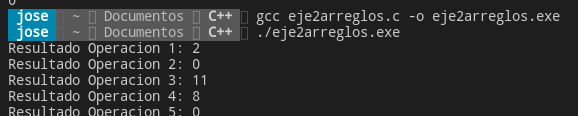 0
jose ~ Documentos C++ gcc eje2arreglos.c -o eje2arreglos.exe
jose ~ Documentos C++ ./eje2arreglos.exe
Resultado Operacion 1: 2
Resultado Operacion 2: 0
Resultado Operacion 3: 11
Resultado Operacion 4: 8
Resultado Operacion 5: 0